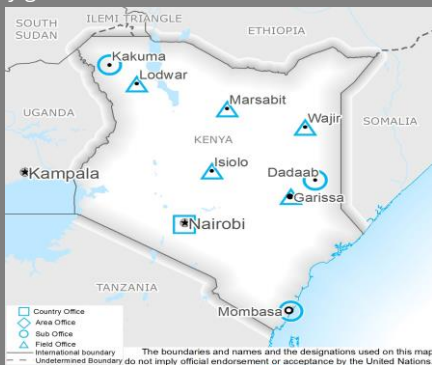 SOUTH
SUDAN
ILEMI TRIANGLE
ETHIOPIA
Kakuma
Lodwar
Marsabit
Wajir
UGANDA
KENYA
SOMALIA
Isiolo
Dadaab
Kampala
Garissa
Nairobi
TANZANIA
Mombasa
Country Office
Area Office
Sub Office
Field Office
International boundary
Undetermined Boundary
The boundaries and names and the designations used on this map
do not imply official endorsement or acceptance by the United Nations.